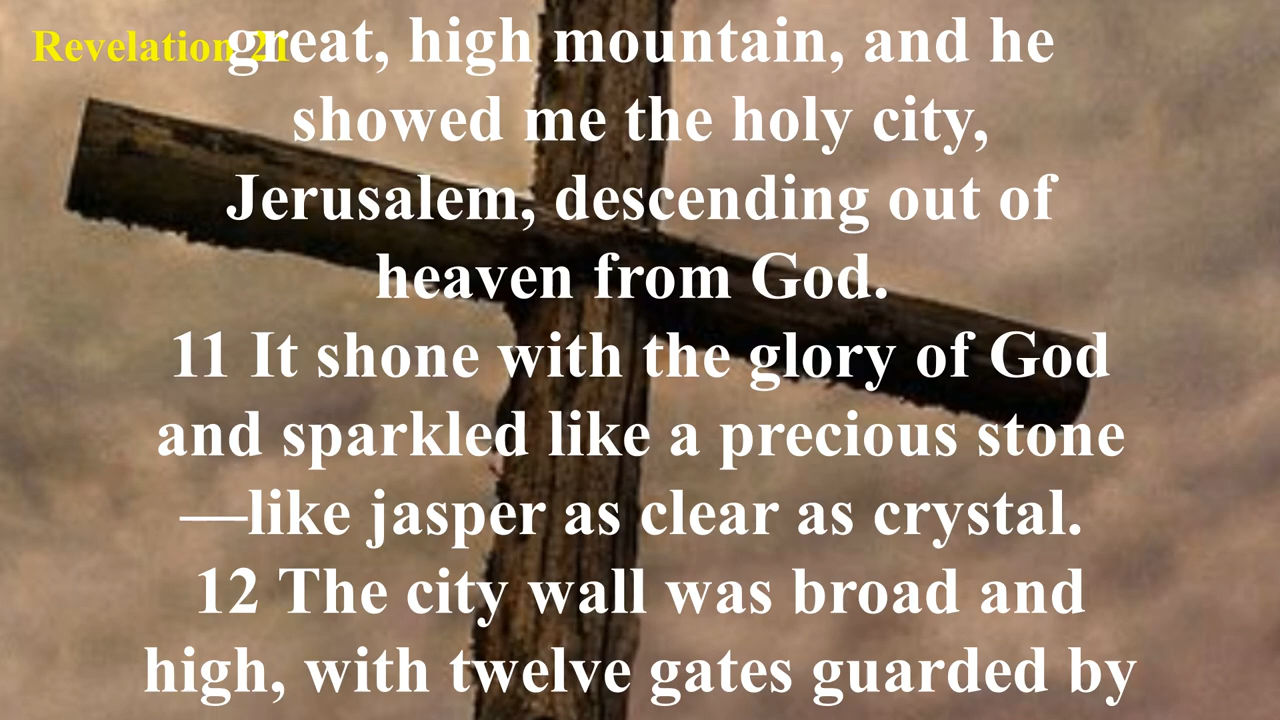 Revelation 21
great, high mountain, and he
showed me the holy city,
Jerusalem, descending out of
heaven from God.
11 It shone with the glory of God
and sparkled like a precious stone
—like jasper as clear as crystal.
12 The city wall was broad and
high, with twelve gates guarded by